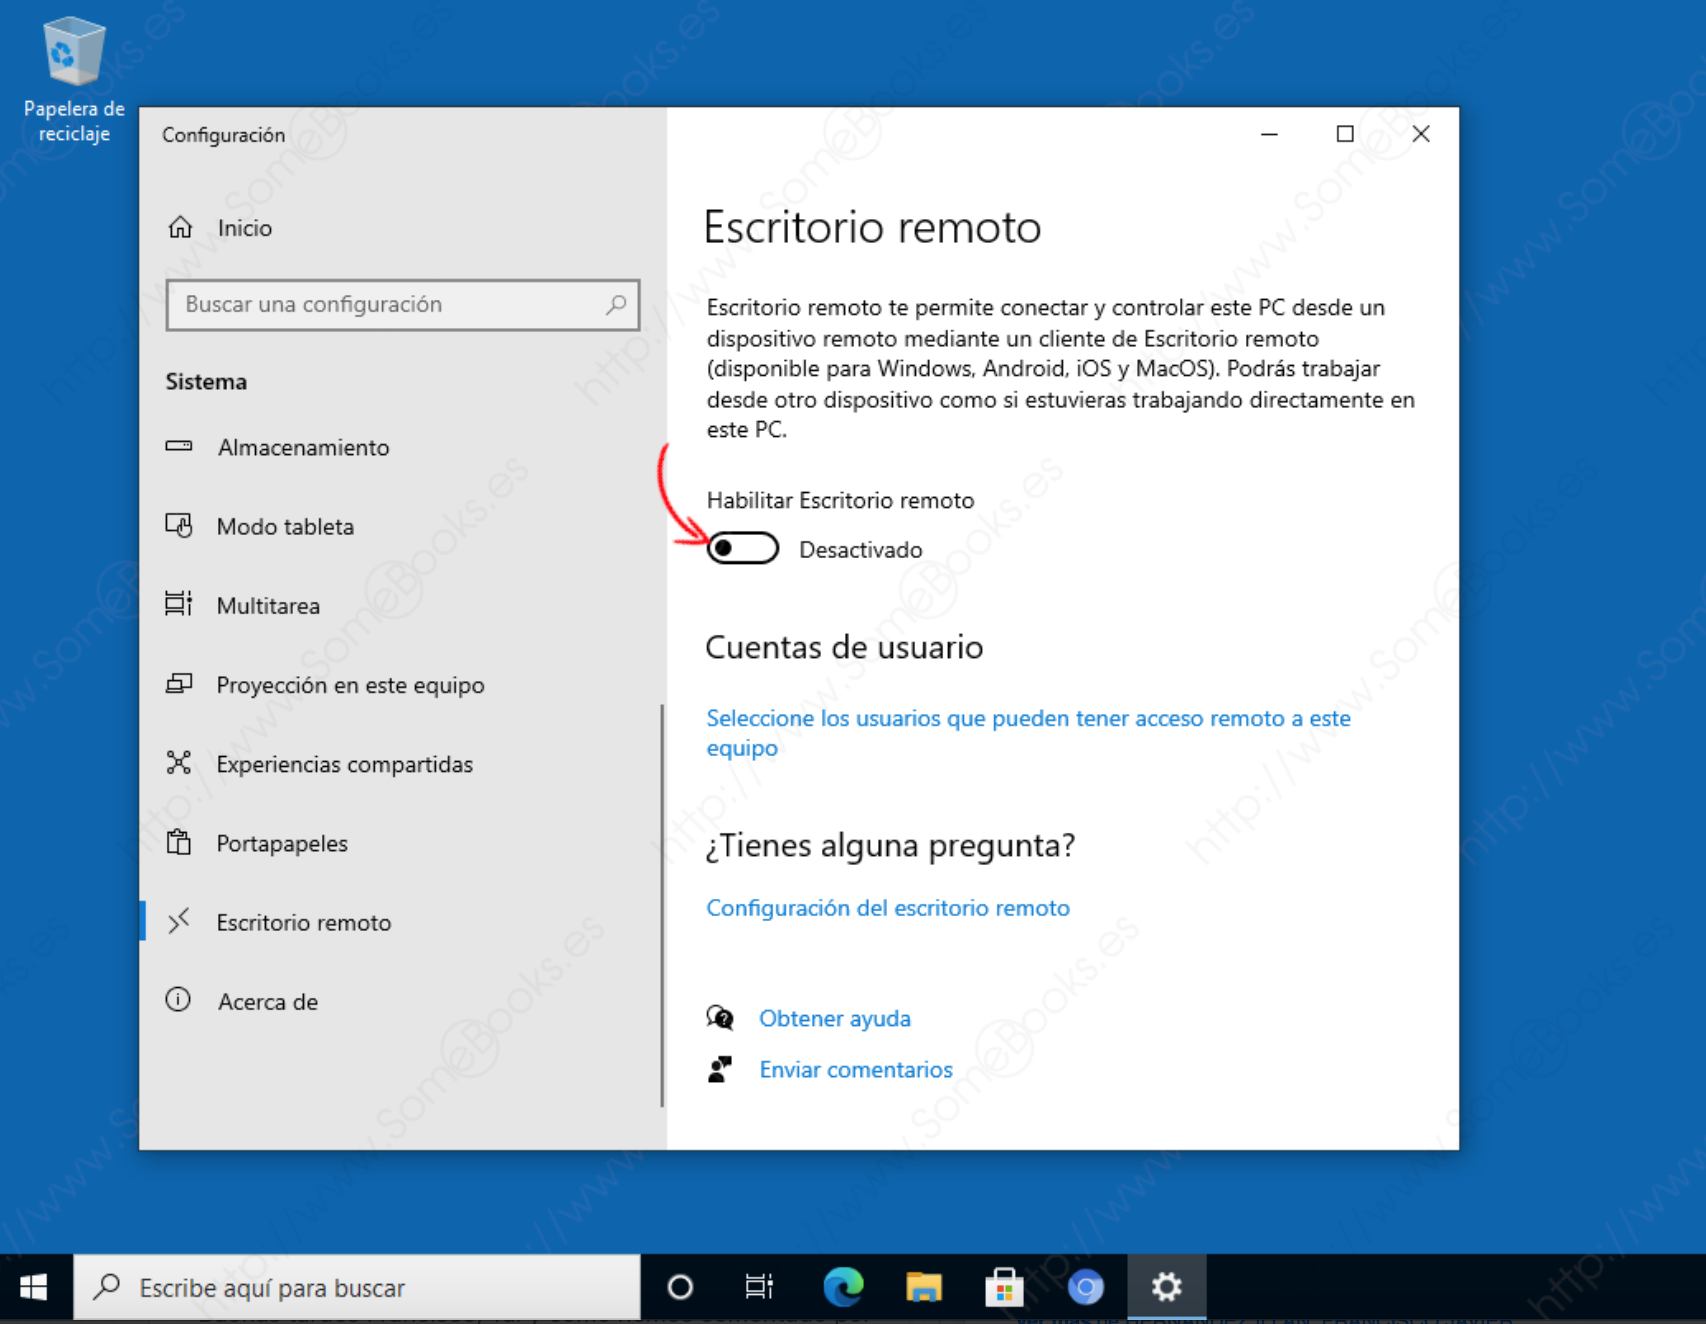 Papelera de
reciclaje
Configuración
Inicio
Buscar una configuración
Sistema
Almacenamiento
Modo tableta
Multitarea
Proyección en este equipo
Experiencias compartidas
Portapapeles
Escritorio remoto
Acerca de
Escritorio remoto
Escritorio remoto te permite conectar y controlar este PC desde un
dispositivo remoto mediante un cliente de Escritorio remoto
(disponible para Windows, Android, iOS y MacOS). Podrás trabajar
desde otro dispositivo como si estuvieras trabajando directamente en
este PC.
Habilitar Escritorio remoto
Desactivado
Cuentas de usuario
Seleccione los usuarios que pueden tener acceso remoto a este
equipo
¿Tienes alguna pregunta?
Configuración del escritorio remoto
Obtener ayuda
Enviar comentarios
Escribe aquí para buscar
http://www.SomeBooks.es